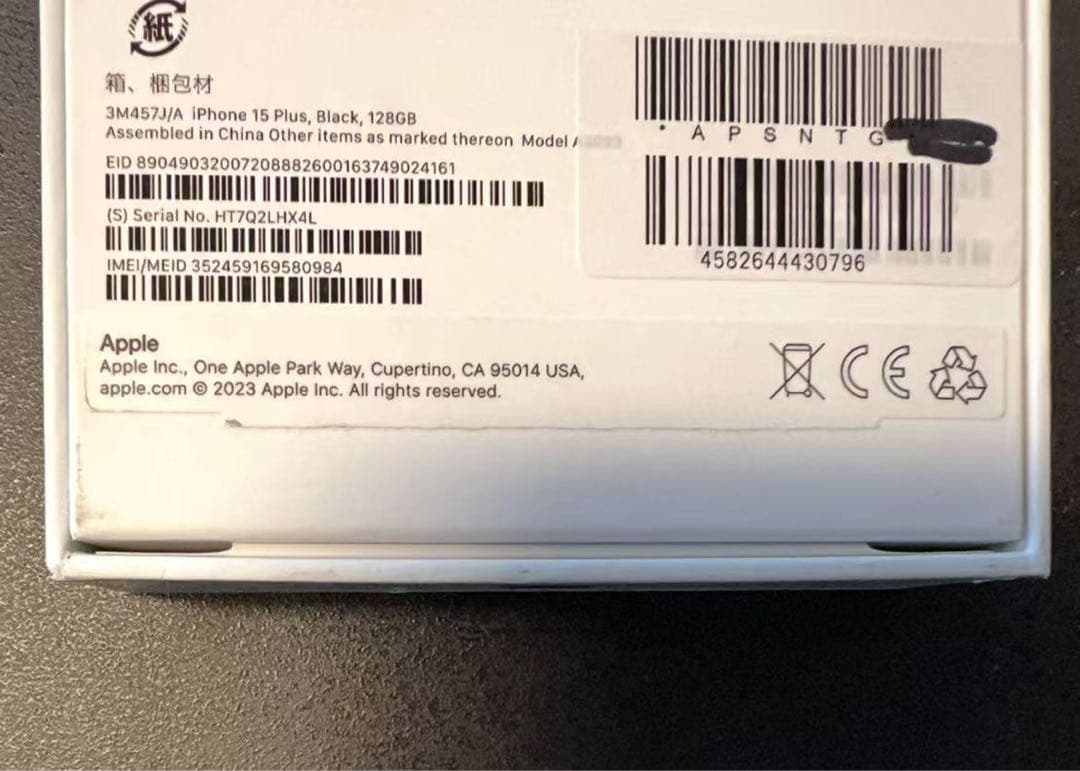 紙
箱、梱包材
3M457J/A iPhone 15 Plus, Black, 128GB
Assembled in China Other items as marked thereon Model
EID 89049032007208882600163749024161
(S) Serial No. HT7Q2LHX4L
IMEI/MEID 352459169580984
* A P S N T G
4582644430796
Apple
Apple Inc., One Apple Park Way, Cupertino, CA 95014 USA,
apple.com © 2023 Apple Inc. All rights reserved.
CE